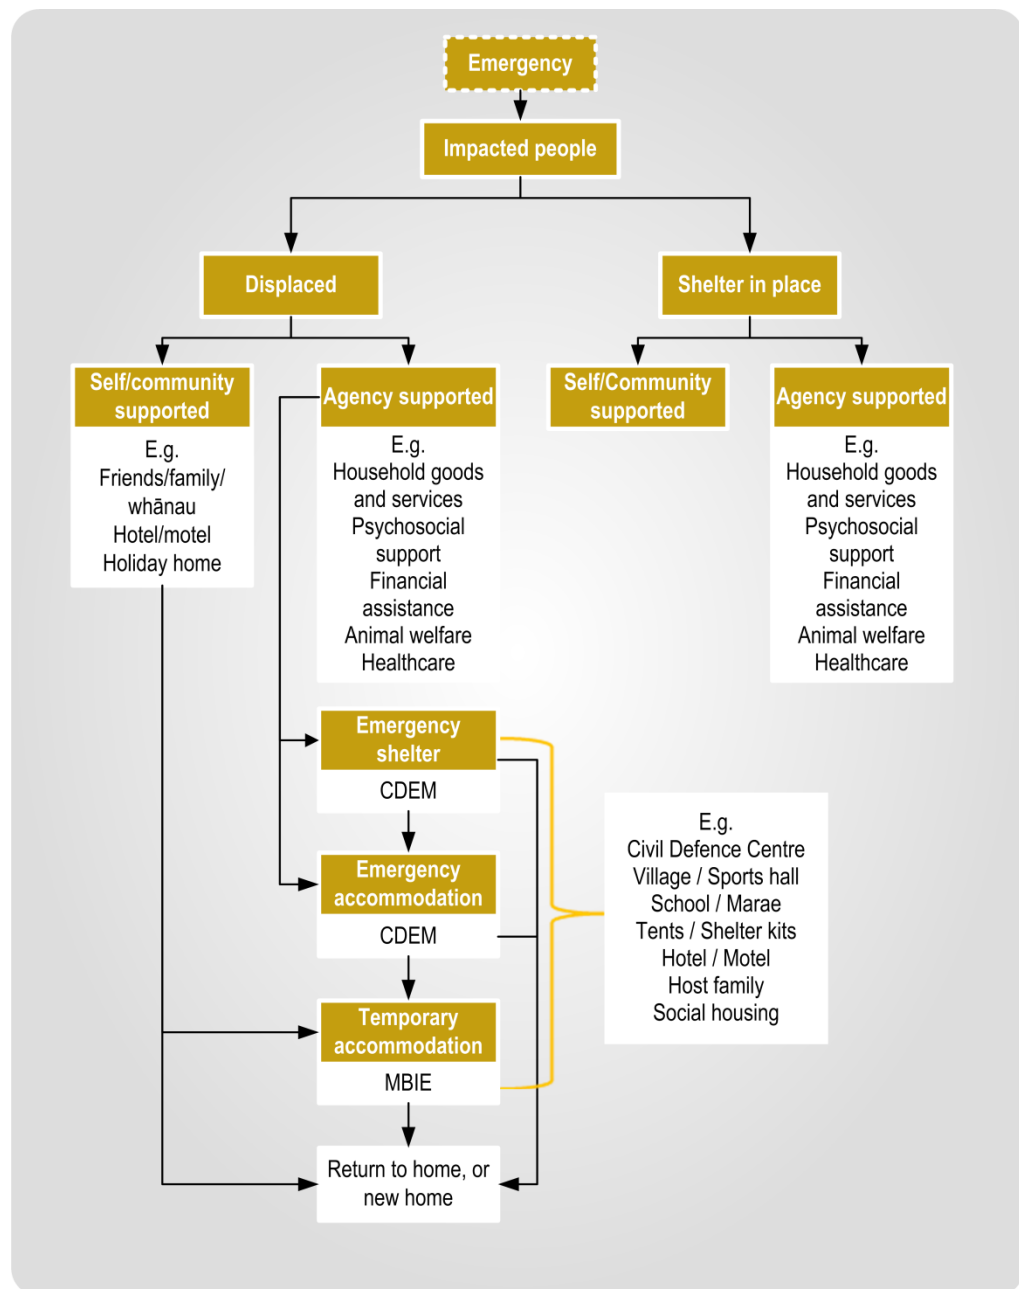 Emergency
Impacted people
Displaced
Shelter in place
Self/community
supported
E.g.
Friends/family/
whānau
Hotel/motel
Holiday home
Agency supported
E.g.
Household goods
and services
Psychosocial
support
Financial
assistance
Animal welfare
Healthcare
Self/Community
supported
Agency supported
E.g.
Household goods
and services
Psychosocial
support
Financial
assistance
Animal welfare
Healthcare
Emergency
shelter
CDEM
Emergency
accommodation
CDEM
Temporary
accommodation
MBIE
Return to home, or
new home
E.g.
Civil Defence Centre
Village / Sports hall
School / Marae
Tents / Shelter kits
Hotel / Motel
Host family
Social housing